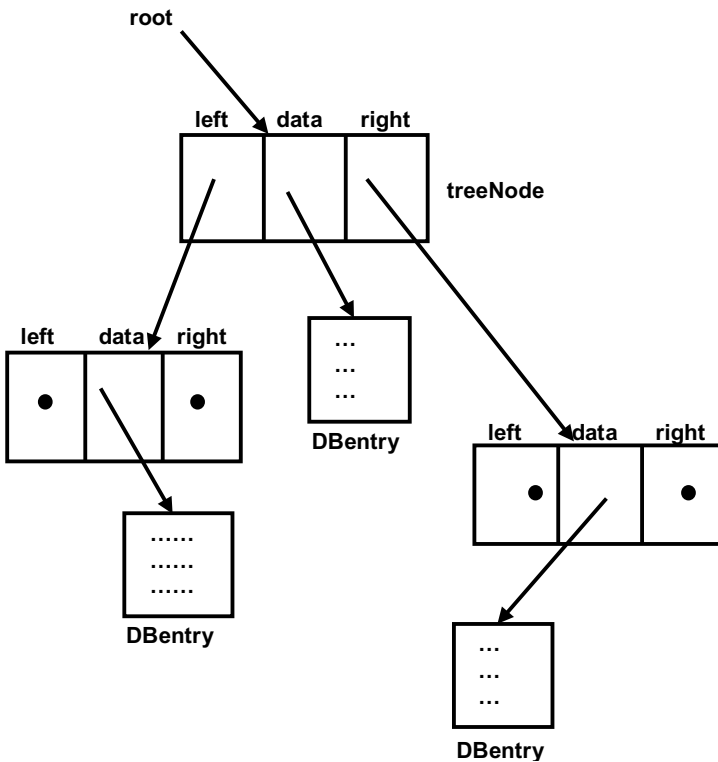 root
left data right
treeNode
left data right
...
...
...
DBentry
left data right
......
......
......
DBentry
...
...
...
DBentry